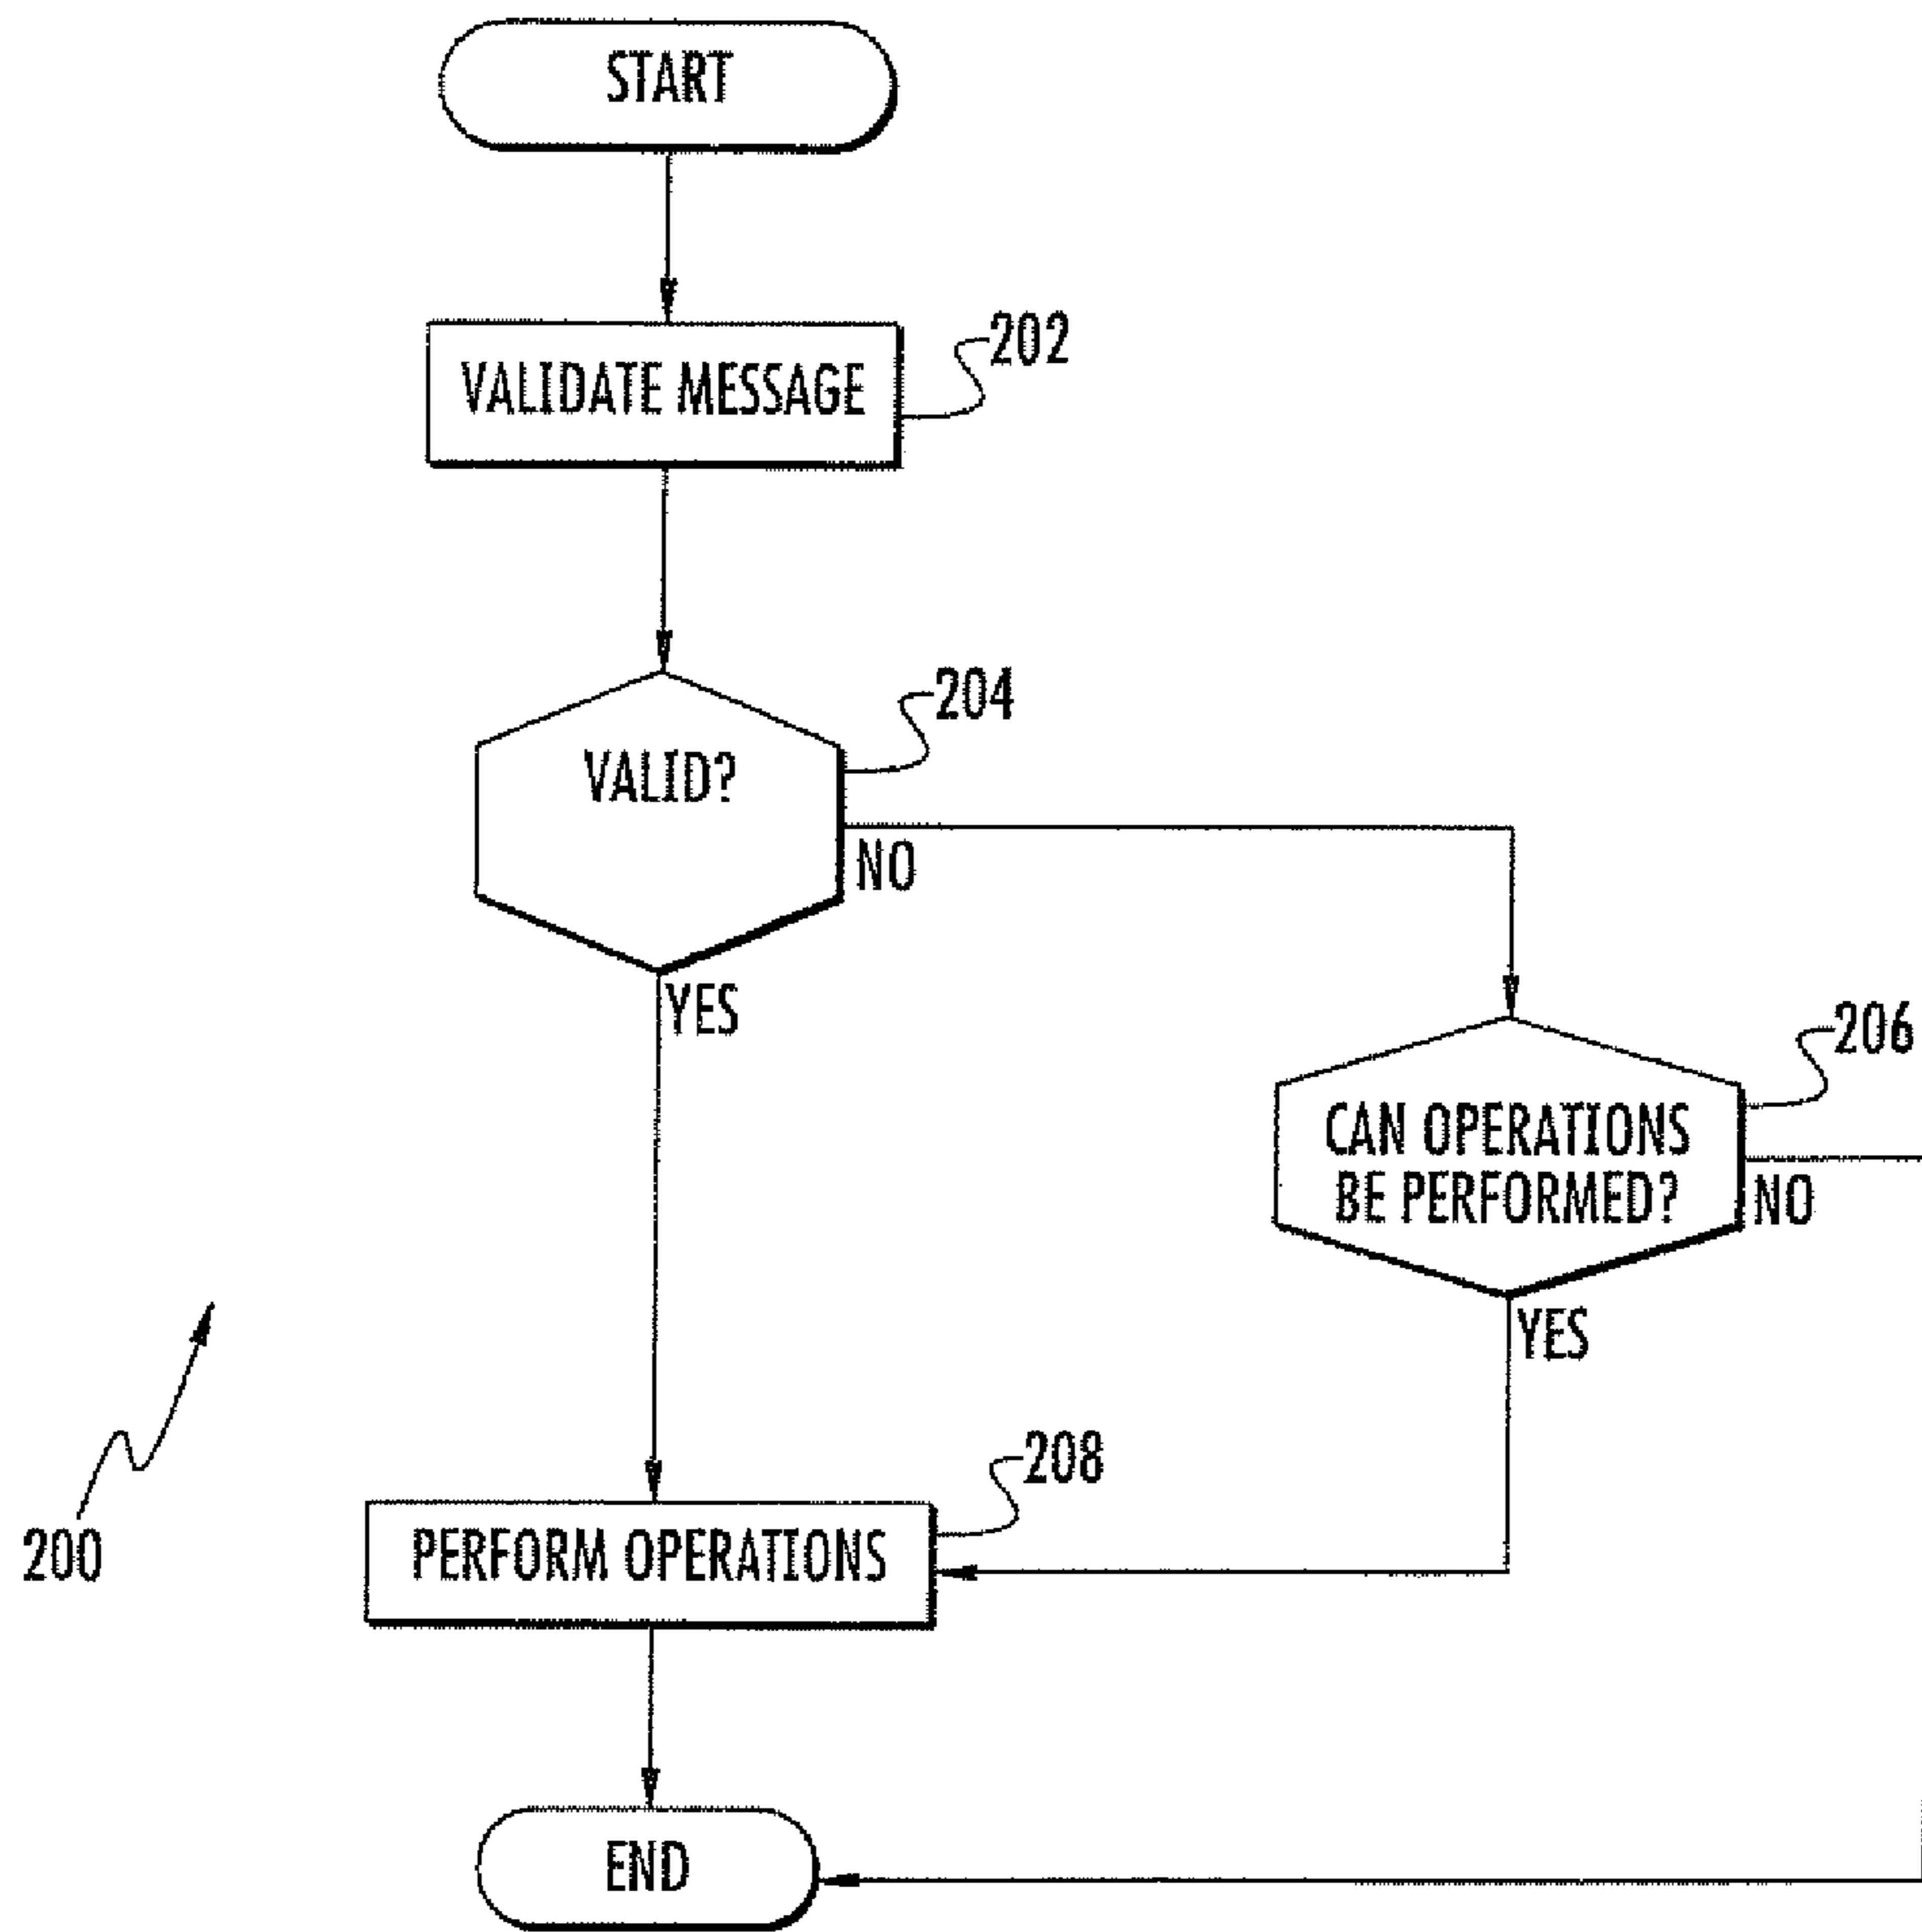 START
VALIDATE MESSAGE
202
VALID?
204
NO
YES
CAN OPERATIONS
BE PERFORMED?
206
NO
YES
PERFORM OPERATIONS
208
200
END